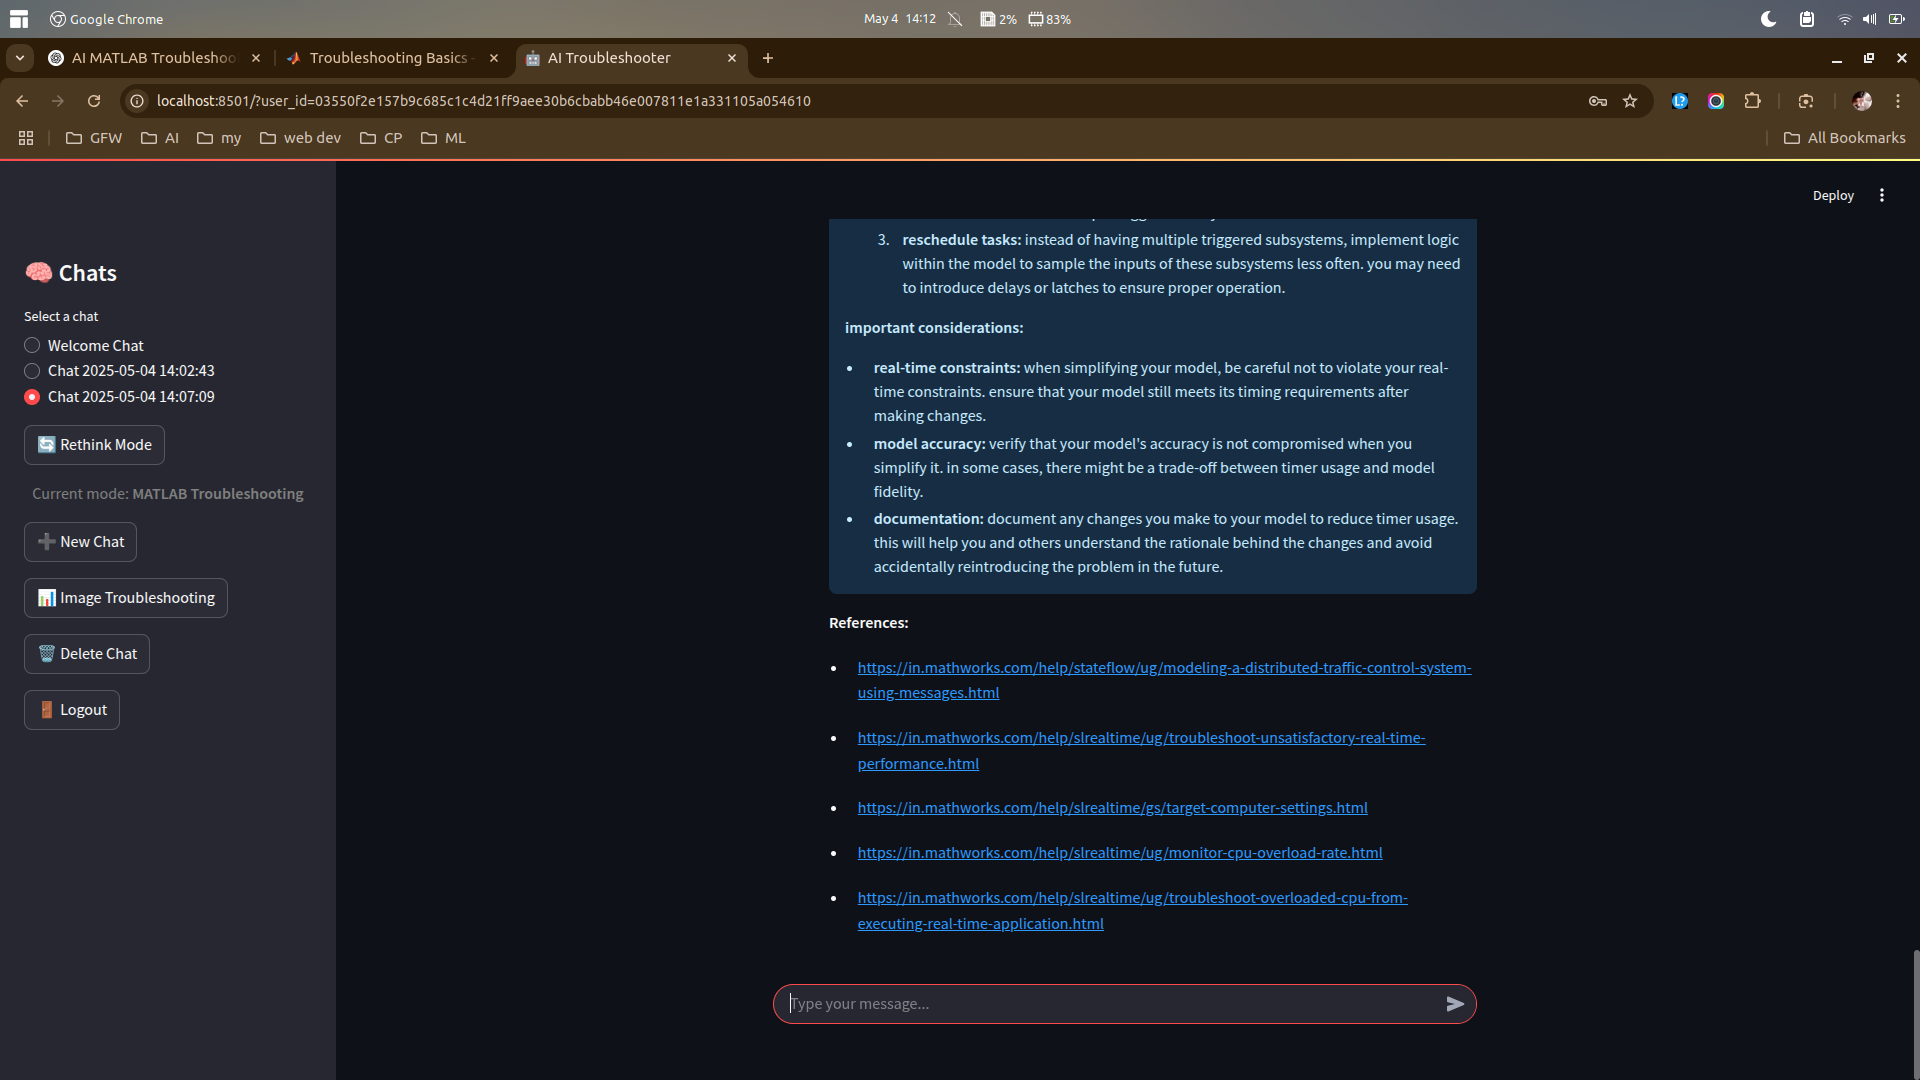 Google Chrome
May 4 14:12
2%
83%
AI MATLAB Troubleshoo
Troubleshooting Basics
AI Troubleshooter
localhost:8501/?user_id=03550f2e157b9c685c1c4d21ff9aee30b6cbabb46e007811e1a331105a054610
GFW
AI
my
web dev
CP
ML
All Bookmarks
Deploy
Chats
Select a chat
Welcome Chat
Chat 2025-05-04 14:02:43
Chat 2025-05-04 14:07:09
Rethink Mode
Current mode: MATLAB Troubleshooting
New Chat
Image Troubleshooting
Delete Chat
Logout
3. reschedule tasks: instead of having multiple triggered subsystems, implement logic
within the model to sample the inputs of these subsystems less often. you may need
to introduce delays or latches to ensure proper operation.
important considerations:
• real-time constraints: when simplifying your model, be careful not to violate your real-
time constraints. ensure that your model still meets its timing requirements after
making changes.
• model accuracy: verify that your model's accuracy is not compromised when you
simplify it. in some cases, there might be a trade-off between timer usage and model
fidelity.
• documentation: document any changes you make to your model to reduce timer usage.
this will help you and others understand the rationale behind the changes and avoid
accidentally reintroducing the problem in the future.
References:
• https://in.mathworks.com/help/stateflow/ug/modeling-a-distributed-traffic-control-system-
using-messages.html
• https://in.mathworks.com/help/slrealtime/ug/troubleshoot-unsatisfactory-real-time-
performance.html
• https://in.mathworks.com/help/slrealtime/gs/target-computer-settings.html
• https://in.mathworks.com/help/slrealtime/ug/monitor-cpu-overload-rate.html
• https://in.mathworks.com/help/slrealtime/ug/troubleshoot-overloaded-cpu-from-
executing-real-time-application.html
Type your message...